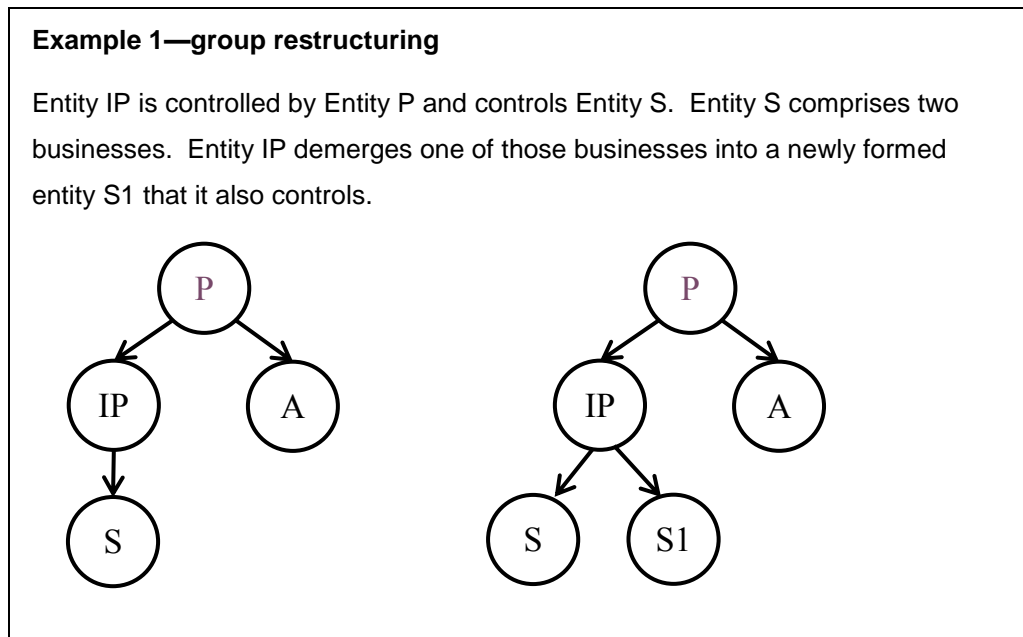 Example 1—group restructuring
Entity IP is controlled by Entity P and controls Entity S.  Entity S comprises two
businesses.  Entity IP demerges one of those businesses into a newly formed
entity S1 that it also controls.
P
P
IP
A
IP
A
S
S
S1